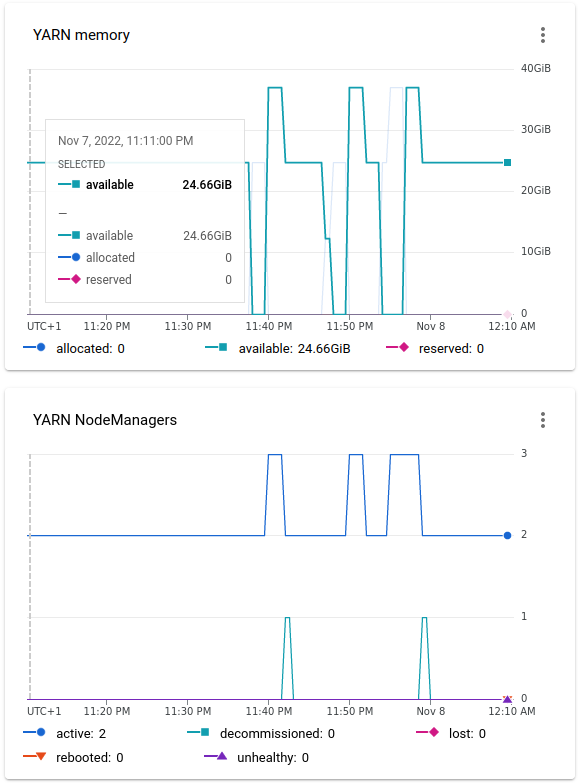 YARN memory
40GiB
Nov 7, 2022, 11:11:00 PM
SELECTED
30GiB
available 24.66GiB
20GiB
–
available 24.66GiB
allocated 0
10GiB
reserved 0
0
UTC+1 11:20 PM 11:30 PM 11:40 PM 11:50 PM Nov 8 12:10 AM
allocated: 0 available: 24.66GiB reserved: 0
YARN NodeManagers
3
2
1
0
UTC+1 11:20 PM 11:30 PM 11:40 PM 11:50 PM Nov 8 12:10 AM
active: 2 decommissioned: 0 lost: 0
rebooted: 0 unhealthy: 0